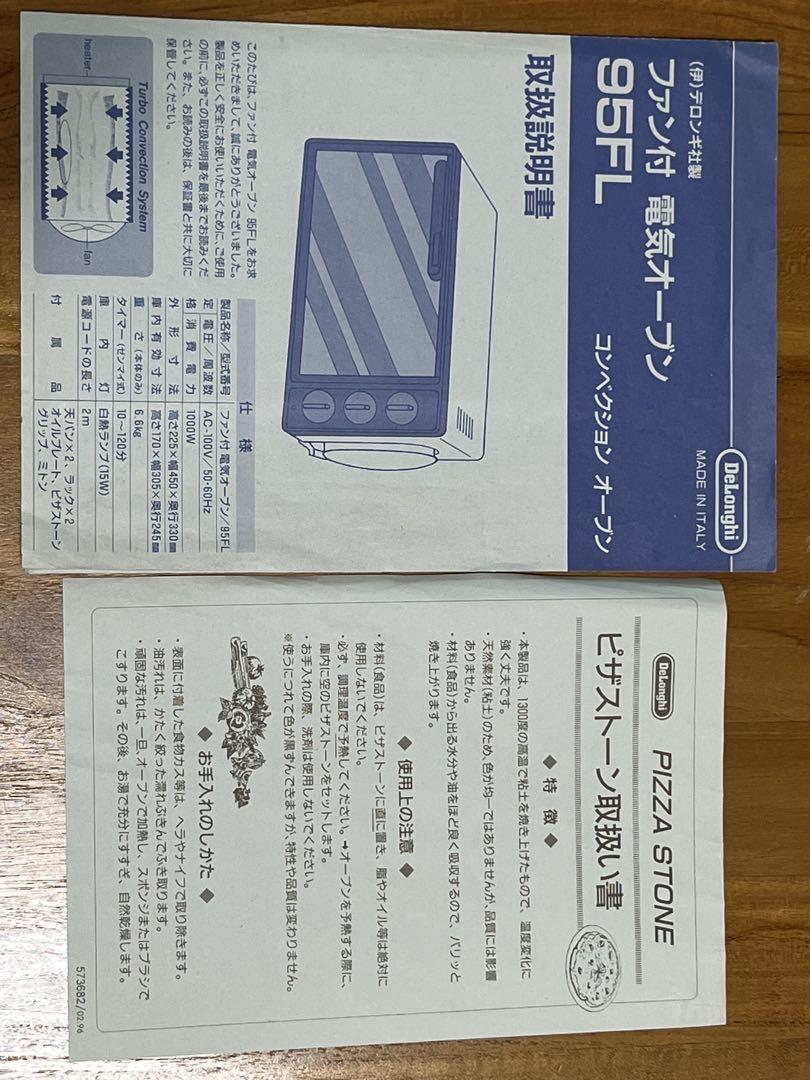 (伊)デロンギ社製
ファン付 電気オーブン
95FL
コンベクション オーブン
DeLonghi
MADE IN ITALY
取扱説明書
このたびは、ファン付 電気オーブン 95FLをお求
めいただきまして、誠にありがとうございました。
製品を正しく安全にお使いいただくために、ご使用
の前に、必ずこの取扱説明書を最後までお読みくだ
さい。また、お読みの後は、保証書と共に大切に
保管してください。
Turbo Convection System
heater
fan
仕様
製品名称/型式番号 ファン付 電気オーブン/95FL
定格 電圧/周波数 AC-100V/50-60Hz
消費電力 1000W
外形寸法 高さ225×幅450×奥行330㎜
庫内有効寸法 高さ170×幅305×奥行245㎜
重さ(本体のみ) 6.6kg
タイマー(ゼンマイ式) 10〜120分
庫内灯 白熱ランプ(15W)
電源コードの長さ 2m
付属品 天パン×2、ラック×2
オイルプレート、ピザストーン
グリップ、ミトン
DeLonghi PIZZA STONE
ピザストーン取扱い書
◆ 特徴 ◆
・本製品は、1300度の高温で粘土を焼き上げたもので、温度変化に
強く丈夫です。
・天然素材(粘土)のため、色が均一ではありませんが、品質には影響
ありません。
・材料(食品)から出る水分や油をほど良く吸収するので、パリッと
焼き上がります。
◆ 使用上の注意 ◆
・材料(食品)は、ピザストーンに直に置き、脂やオイル等は絶対に
使用しないでください。
・必ず、調理温度で予熱してください。→オーブンを予熱する際に、
庫内に空のピザストーンをセットします。
・お手入れの際、洗剤は使用しないでください。
※使うにつれて色が黒ずんできますが、特性や品質は変わりません。
◆ お手入れのしかた ◆
・表面に付着した食物カス等は、ヘラやナイフで取り除きます。
・油汚れは、かたく絞った濡れぶきんでふき取ります。
・頑固な汚れは、一旦、オーブンで加熱し、スポンジまたはブラシで
こすります。その後、お湯で充分にすすぎ、自然乾燥します。
573682/02.96